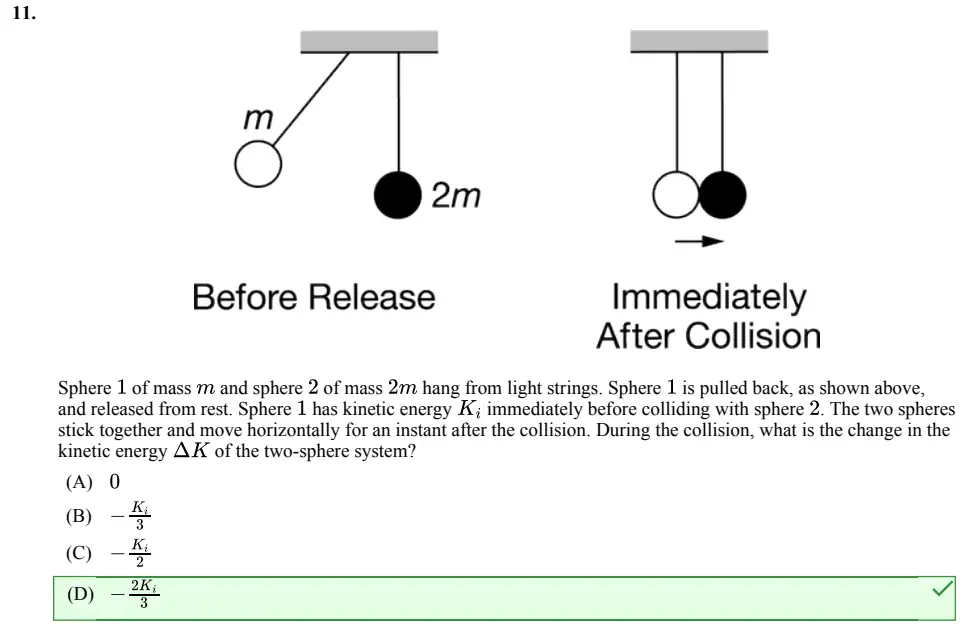 11.
m
2m
Before Release
Immediately
After Collision
Sphere 1 of mass m and sphere 2 of mass 2m hang from light strings. Sphere 1 is pulled back, as shown above,
and released from rest. Sphere 1 has kinetic energy K_i immediately before colliding with sphere 2. The two spheres
stick together and move horizontally for an instant after the collision. During the collision, what is the change in the
kinetic energy ΔK of the two-sphere system?
(A) 0
(B) −K_i/3
(C) −K_i/2
(D) −2K_i/3